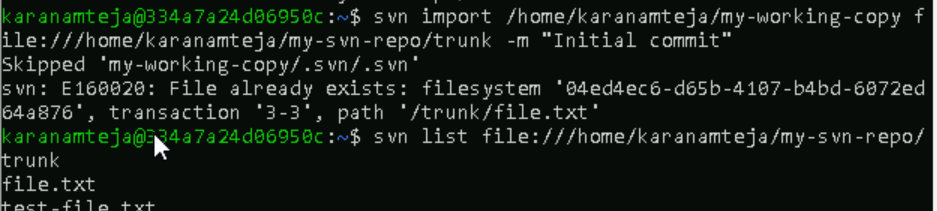 karanamteja@334a7a24d06950c:~$ svn import /home/karanamteja/my-working-copy f
ile:///home/karanamteja/my-svn-repo/trunk -m "Initial commit"
Skipped 'my-working-copy/.svn/.svn'
svn: E160020: File already exists: filesystem '04ed4ec6-d65b-4107-b4bd-6072ed
64a876', transaction '3-3', path '/trunk/file.txt'
karanamteja@334a7a24d06950c:~$ svn list file:///home/karanamteja/my-svn-repo/
trunk
file.txt
test-file.txt